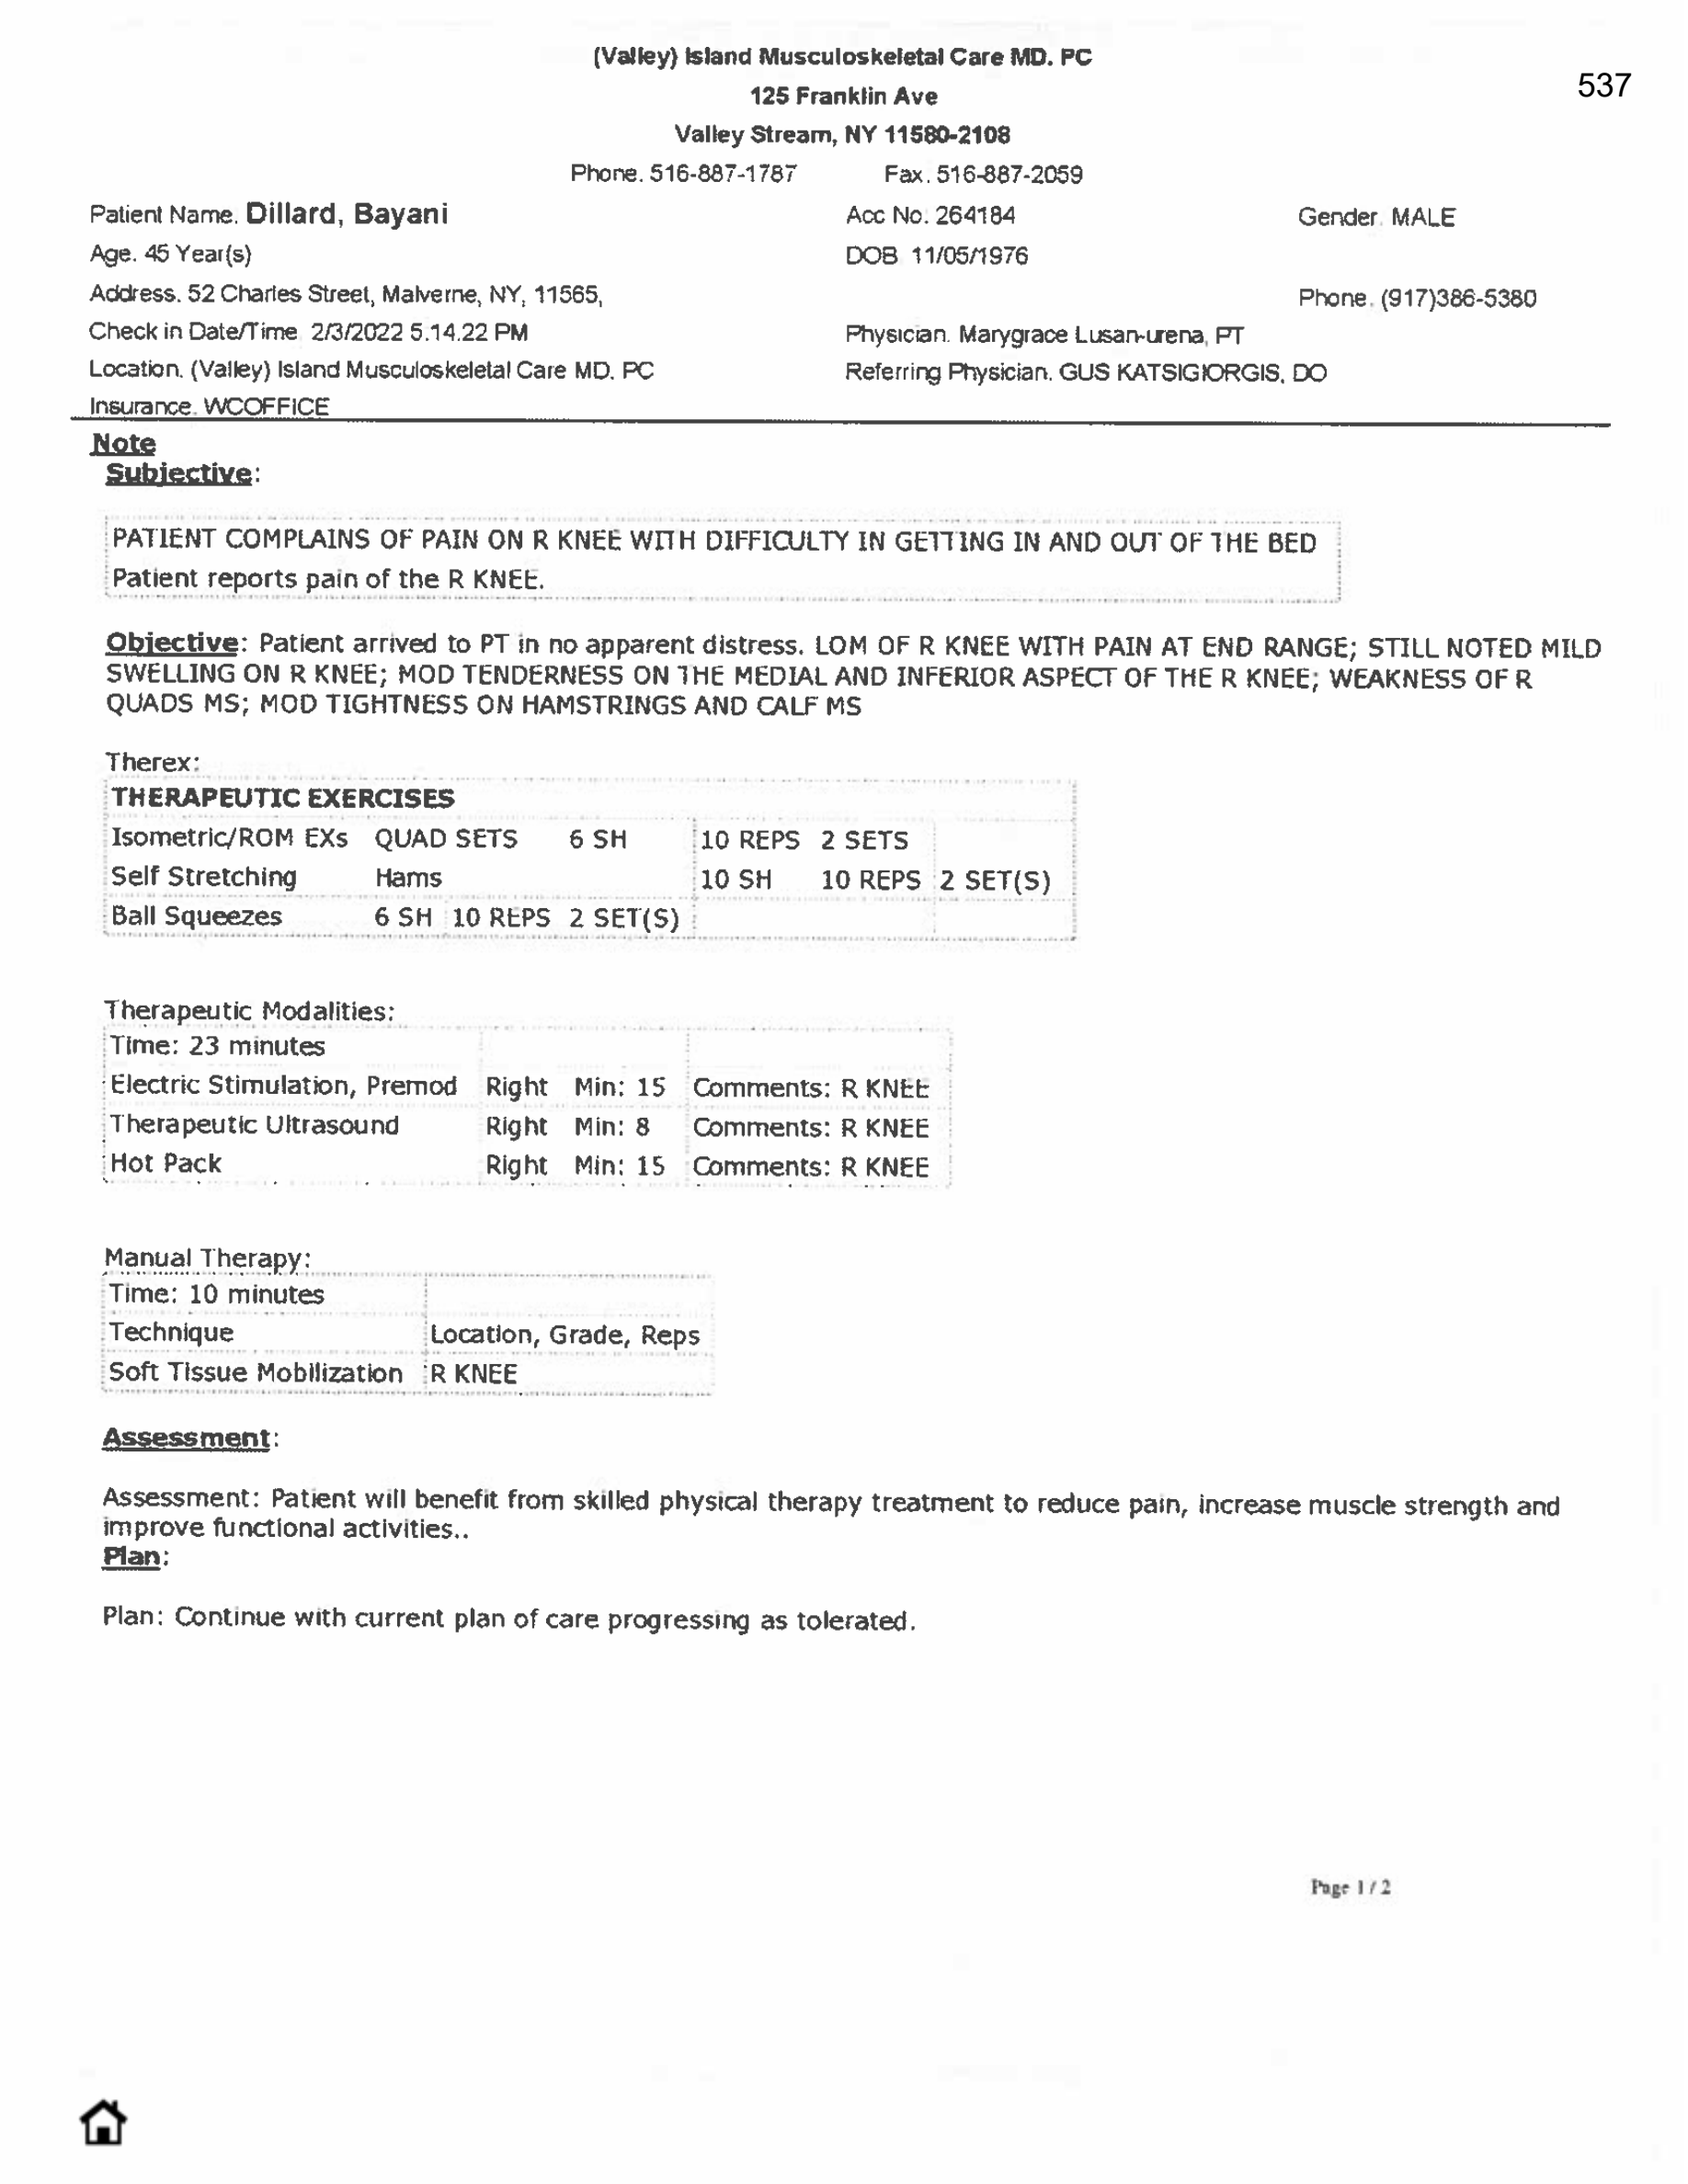 (Valley) Island Musculoskeletal Care MD. PC
537
125 Franklin Ave
Valley Stream, NY 11580-2108
Phone. 516-887-1787 Fax. 516-887-2059
Patient Name. Dillard, Bayani Acc No: 264184 Gender. MALE
Age. 45 Year(s) DOB 11/05/1976
Address. 52 Charles Street, Malverne, NY, 11565, Phone. (917)386-5380
Check in Date/Time 2/3/2022 5.14.22 PM Physician. Marygrace Lusan-urena, PT
Location. (Valley) Island Musculoskeletal Care MD. PC Referring Physician. GUS KATSIGIORGIS, DO
Insurance. WCOFFICE
Note
Subjective:
PATIENT COMPLAINS OF PAIN ON R KNEE WITH DIFFICULTY IN GETTING IN AND OUT OF THE BED
Patient reports pain of the R KNEE.
Objective: Patient arrived to PT in no apparent distress. LOM OF R KNEE WITH PAIN AT END RANGE; STILL NOTED MILD
SWELLING ON R KNEE; MOD TENDERNESS ON THE MEDIAL AND INFERIOR ASPECT OF THE R KNEE; WEAKNESS OF R
QUADS MS; MOD TIGHTNESS ON HAMSTRINGS AND CALF MS
Therex:
THERAPEUTIC EXERCISES
Isometric/ROM EXs QUAD SETS 6 SH 10 REPS 2 SETS
Self Stretching Hams 10 SH 10 REPS 2 SET(S)
Ball Squeezes 6 SH 10 REPS 2 SET(S)
Therapeutic Modalities:
Time: 23 minutes
Electric Stimulation, Premod Right Min: 15 Comments: R KNEE
Therapeutic Ultrasound Right Min: 8 Comments: R KNEE
Hot Pack Right Min: 15 Comments: R KNEE
Manual Therapy:
Time: 10 minutes
Technique Location, Grade, Reps
Soft Tissue Mobilization R KNEE
Assessment:
Assessment: Patient will benefit from skilled physical therapy treatment to reduce pain, increase muscle strength and
improve functional activities..
Plan:
Plan: Continue with current plan of care progressing as tolerated.
Page 1 / 2